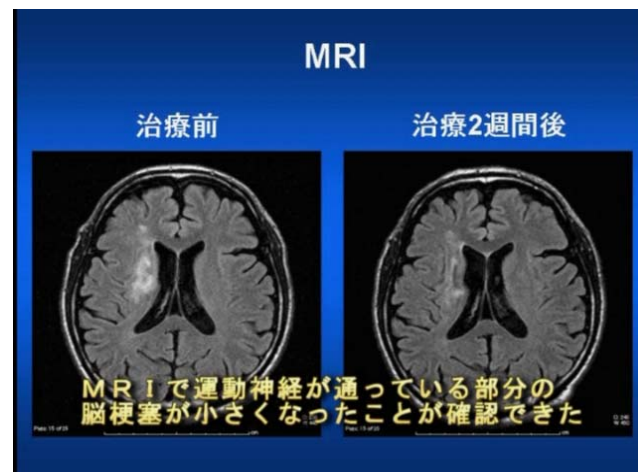 MRI
治療前
治療2週間後
MRIで運動神経が通っている部分の
脳梗塞が小さくなったことが確認できた